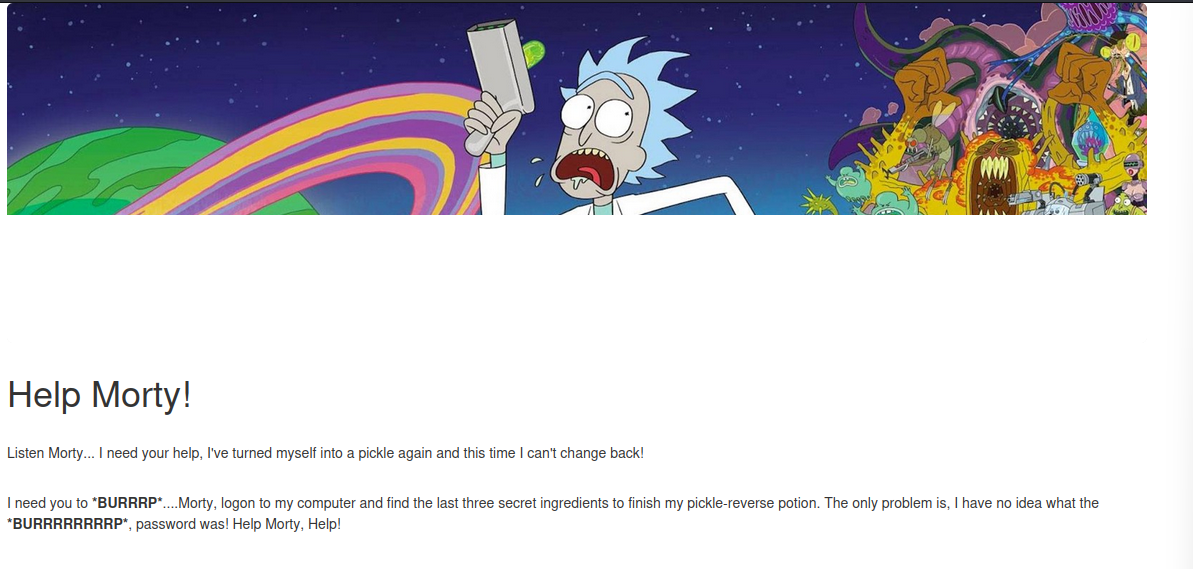 Help Morty!
Listen Morty... I need your help, I've turned myself into a pickle again and this time I can't change back!
I need you to *BURRRP*....Morty, logon to my computer and find the last three secret ingredients to finish my pickle-reverse potion. The only problem is, I have no idea what the
*BURRRRRRRRP*, password was! Help Morty, Help!